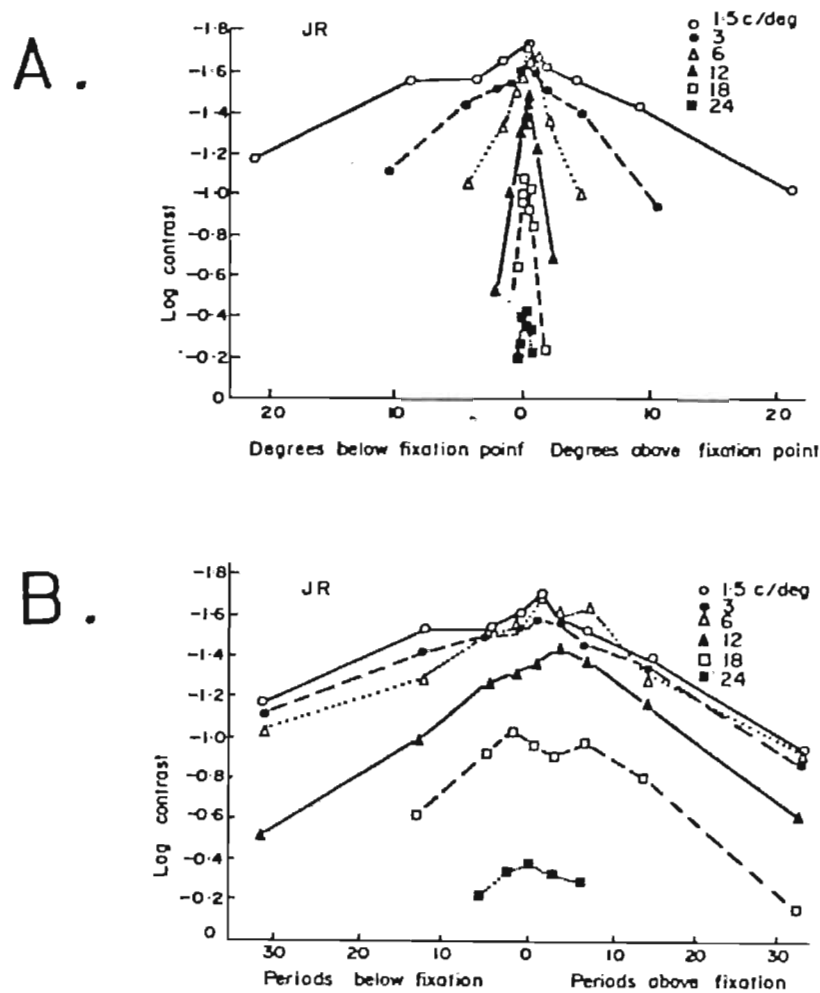 A.
JR
1·5 c/deg
3
6
12
18
24
-1·8
-1·6
-1·4
-1·2
-1·0
-0·8
-0·6
-0·4
-0·2
0
Log contrast
20 10 0 10 20
Degrees below fixation point Degrees above fixation point
B.
JR
1·5 c/deg
3
6
12
18
24
-1·8
-1·6
-1·4
-1·2
-1·0
-0·8
-0·6
-0·4
-0·2
0
Log contrast
30 20 10 0 10 20 30
Periods below fixation Periods above fixation